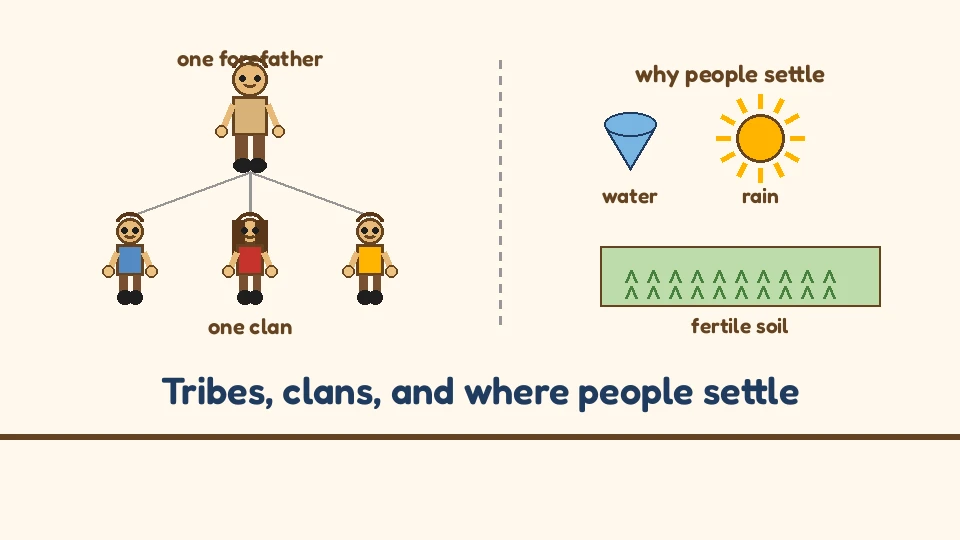 one forefather
one clan
why people settle
water
rain
fertile soil
Tribes, clans, and where people settle